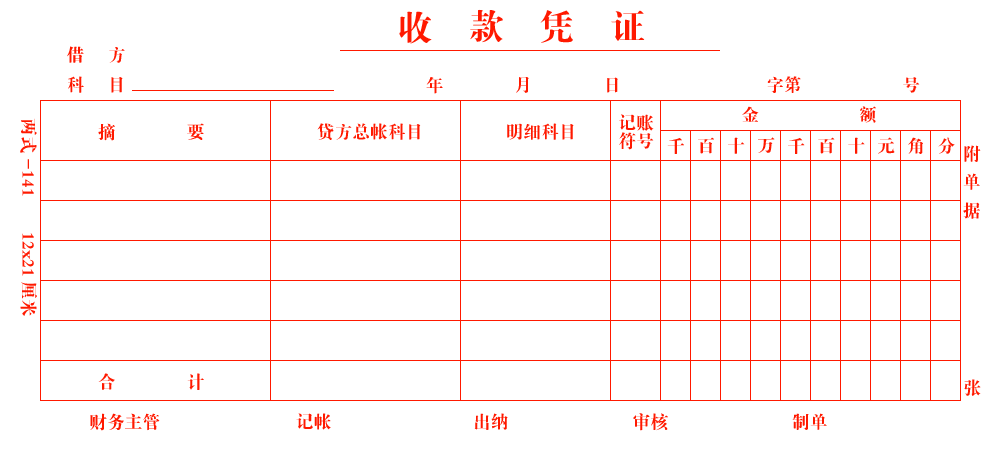 收款凭证
借方
科目 年 月 日 字第 号
摘要 贷方总帐科目 明细科目 记账符号 金额
千 百 十 万 千 百 十 元 角 分
合计
财务主管 记帐 出纳 审核 制单
两式-141 12x21厘米
附单据 张